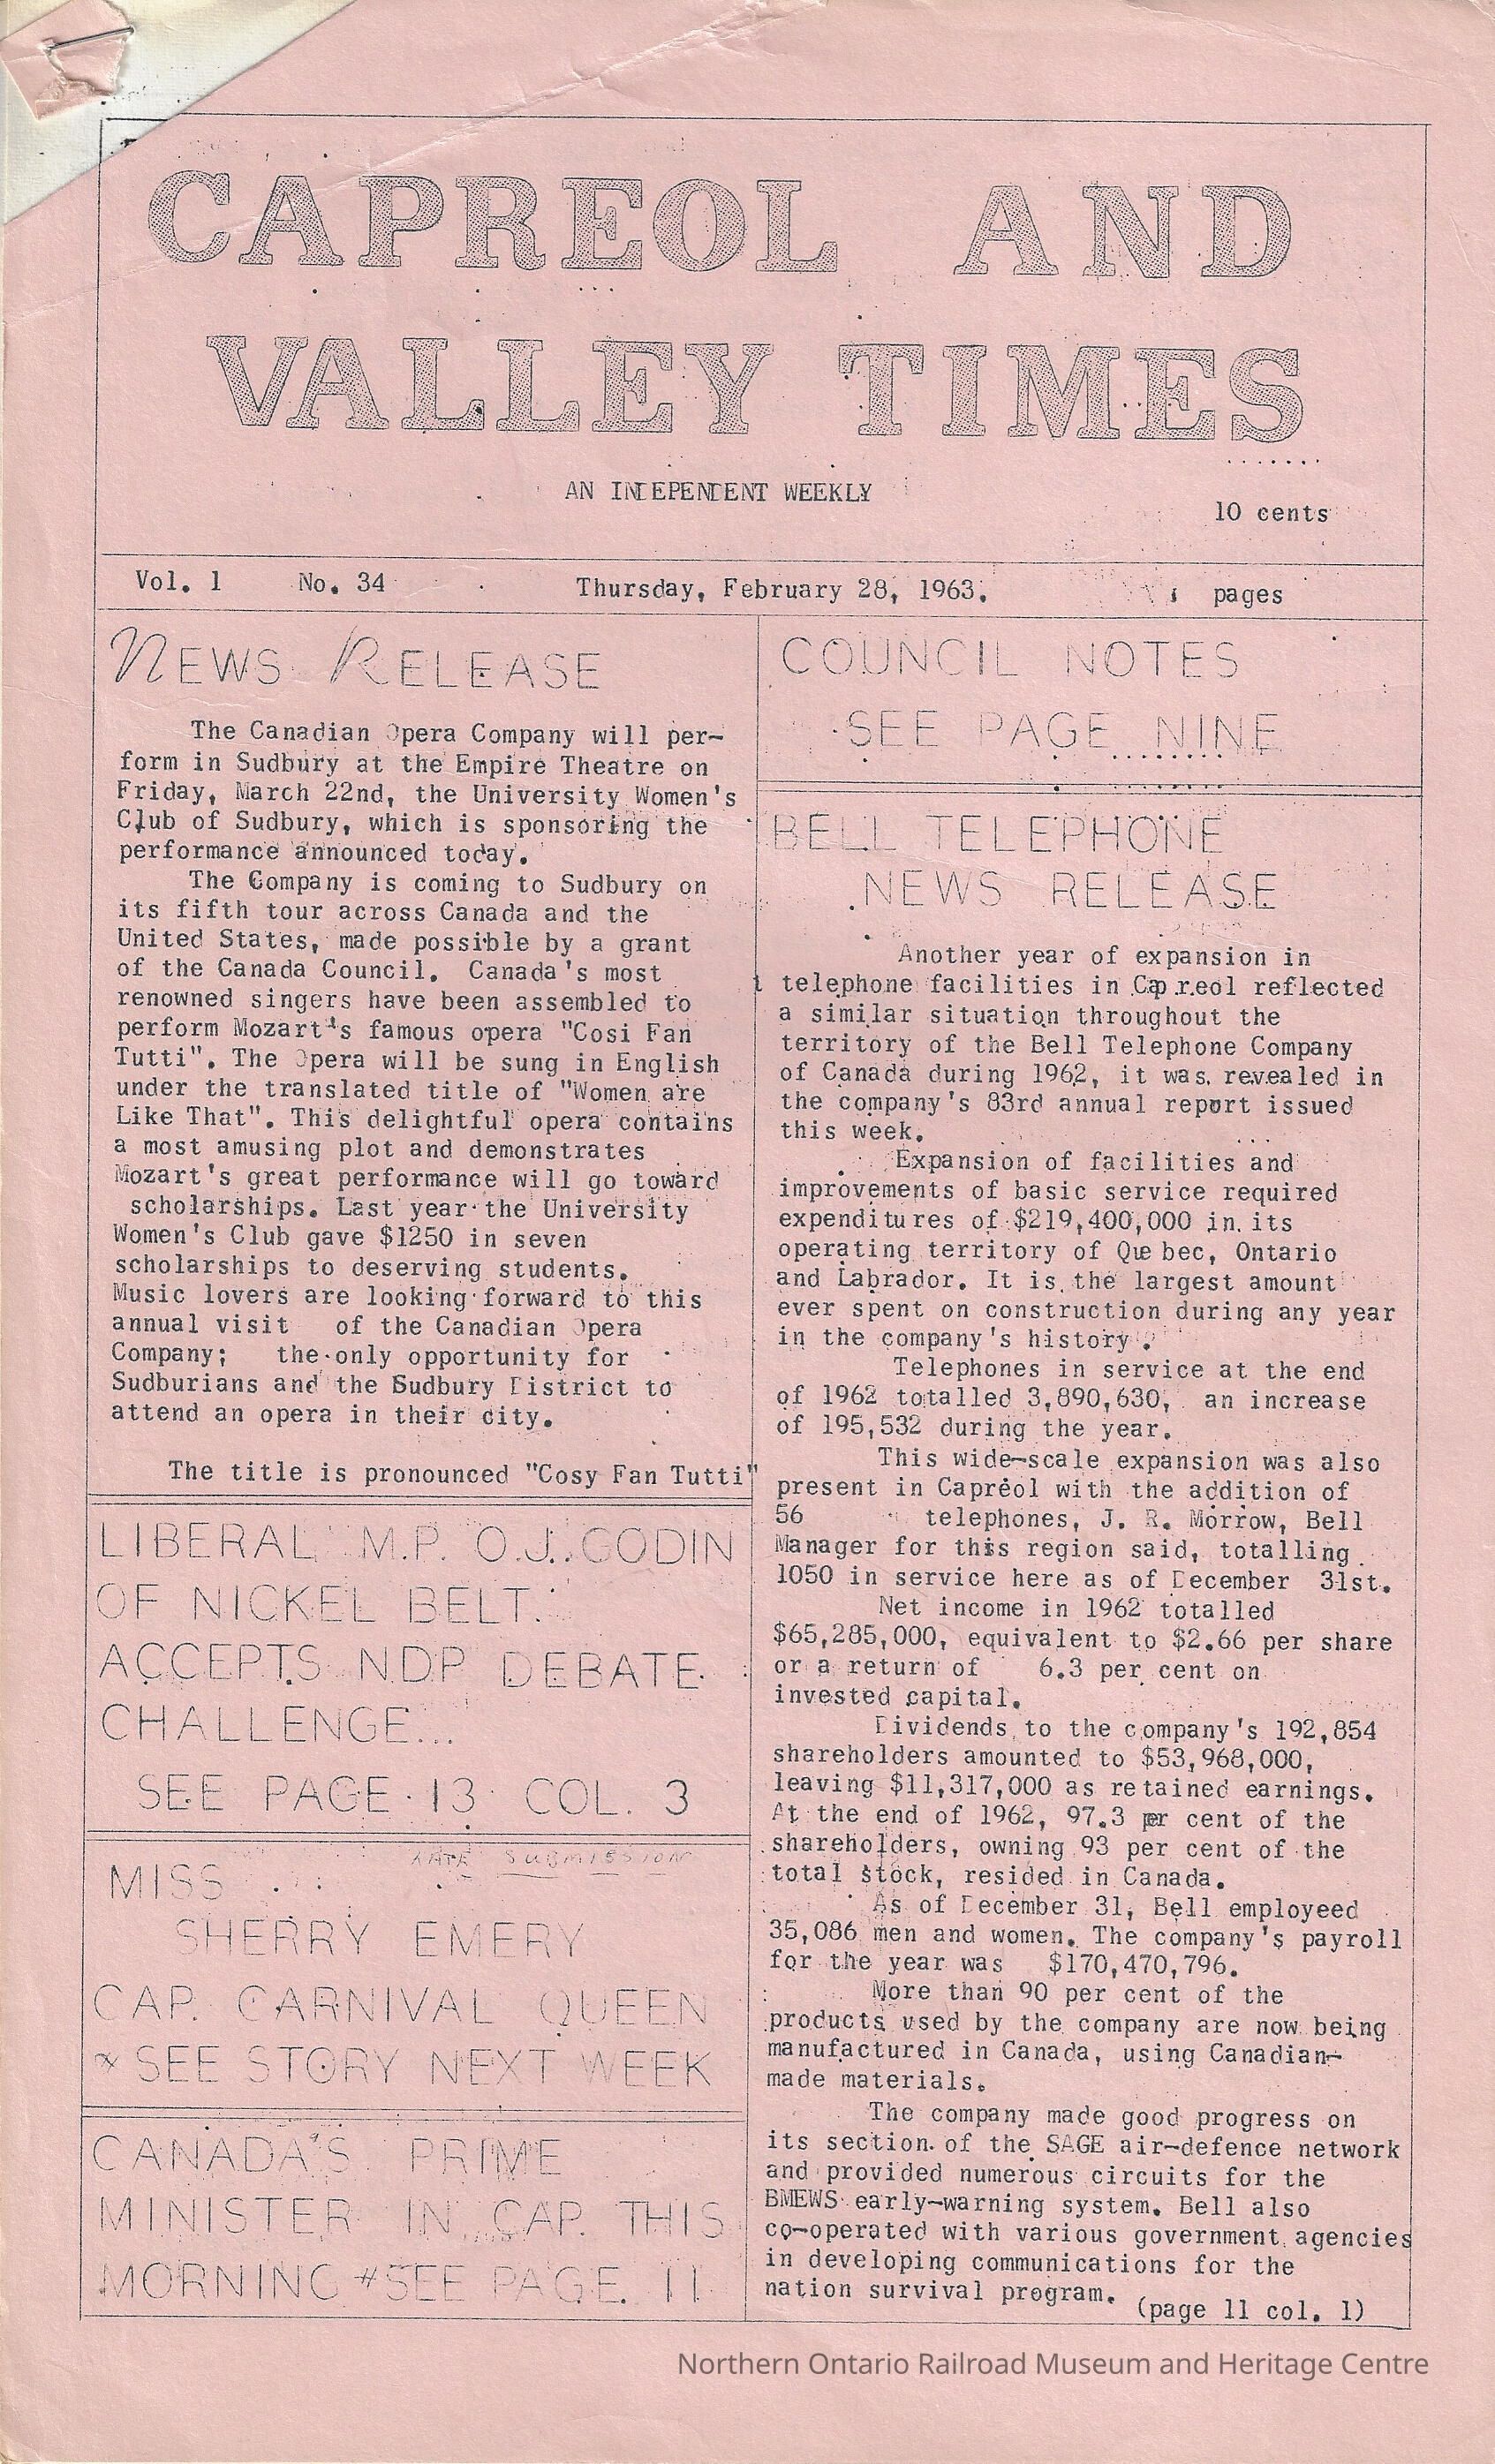 CAPREOL AND
VALLEY TIMES
AN INDEPENDENT WEEKLY
10 cents
Vol. 1 No. 34 Thursday, February 28, 1963. pages
NEWS RELEASE
The Canadian Opera Company will per-
form in Sudbury at the Empire Theatre on
Friday, March 22nd, the University Women's
Club of Sudbury, which is sponsoring the
performance announced today.
The Company is coming to Sudbury on
its fifth tour across Canada and the
United States, made possible by a grant
of the Canada Council. Canada's most
renowned singers have been assembled to
perform Mozart's famous opera "Cosi Fan
Tutti". The Opera will be sung in English
under the translated title of "Women are
Like That". This delightful opera contains
a most amusing plot and demonstrates
Mozart's great performance will go toward
scholarships. Last year the University
Women's Club gave $1250 in seven
scholarships to deserving students.
Music lovers are looking forward to this
annual visit of the Canadian Opera
Company; the only opportunity for
Sudburians and the Sudbury District to
attend an opera in their city.
The title is pronounced "Cosy Fan Tutti"
LIBERAL M.P. O.J. GODIN
OF NICKEL BELT.
ACCEPTS NDP DEBATE
CHALLENGE...
SEE PAGE 13 COL. 3
LATE SUBMISSION
MISS
SHERRY EMERY
CAP. CARNIVAL QUEEN
* SEE STORY NEXT WEEK
CANADA'S PRIME
MINISTER IN CAP. THIS
MORNING *SEE PAGE 11
COUNCIL NOTES
SEE PAGE NINE
BELL TELEPHONE
NEWS RELEASE
Another year of expansion in
telephone facilities in Capreol reflected
a similar situation throughout the
territory of the Bell Telephone Company
of Canada during 1962, it was revealed in
the company's 83rd annual report issued
this week.
Expansion of facilities and
improvements of basic service required
expenditures of $219,400,000 in its
operating territory of Quebec, Ontario
and Labrador. It is the largest amount
ever spent on construction during any year
in the company's history.
Telephones in service at the end
of 1962 totalled 3,890,630, an increase
of 195,532 during the year.
This wide-scale expansion was also
present in Capreol with the addition of
56 telephones, J. R. Morrow, Bell
Manager for this region said, totalling
1050 in service here as of December 31st.
Net income in 1962 totalled
$65,285,000, equivalent to $2.66 per share
or a return of 6.3 per cent on
invested capital.
Dividends to the company's 192,854
shareholders amounted to $53,968,000,
leaving $11,317,000 as retained earnings.
At the end of 1962, 97.3 per cent of the
shareholders, owning 93 per cent of the
total stock, resided in Canada.
As of December 31, Bell employeed
35,086 men and women. The company's payroll
for the year was $170,470,796.
More than 90 per cent of the
products used by the company are now being
manufactured in Canada, using Canadian-
made materials.
The company made good progress on
its section of the SAGE air-defence network
and provided numerous circuits for the
BMEWS early-warning system. Bell also
co-operated with various government agencies
in developing communications for the
nation survival program.
(page 11 col. 1)
Northern Ontario Railroad Museum and Heritage Centre